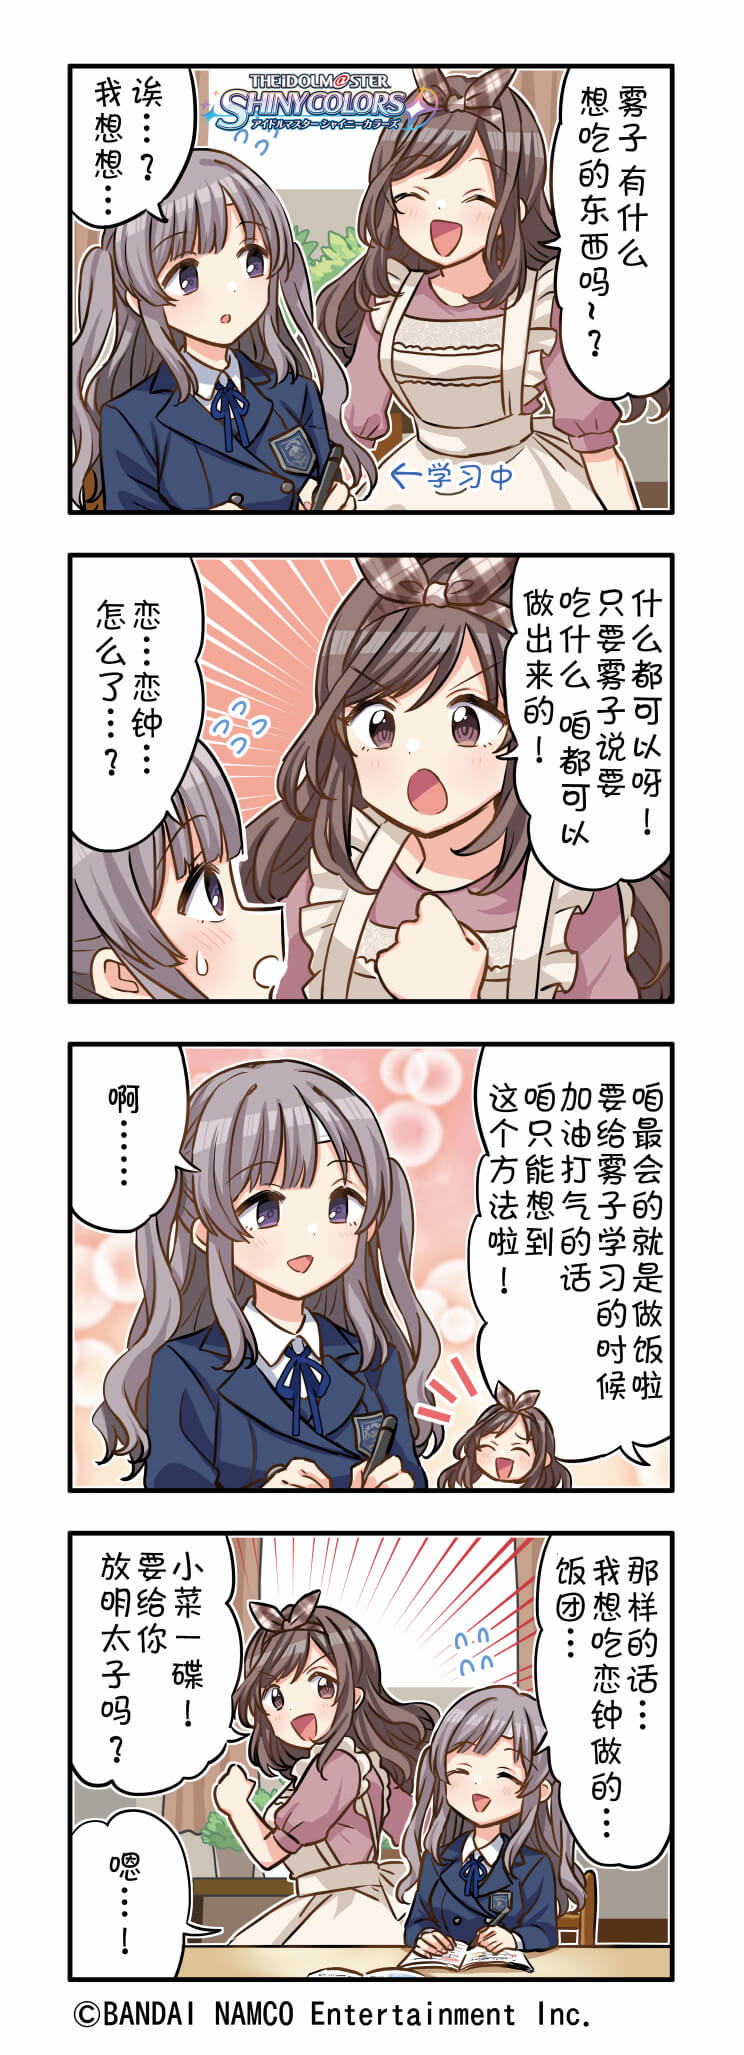 THE iDOLM@STER
SHINYCOLORS
アイドルマスター シャイニーカラーズ
雾子 有什么
想吃的东西吗~?
诶…?
我想想…
←学习中
什么都可以呀!
只要雾子说要
吃什么 咱都可以
做出来的!
恋…恋钟…
怎么了…?
咱最会的就是做饭啦
要给雾子学习的时候
加油打气的话
咱只能想到
这个方法啦!
啊……
那样的话…
我想吃恋钟做的…
饭团…
小菜一碟!
要给你
放明太子吗?
嗯…!
©BANDAI NAMCO Entertainment Inc.